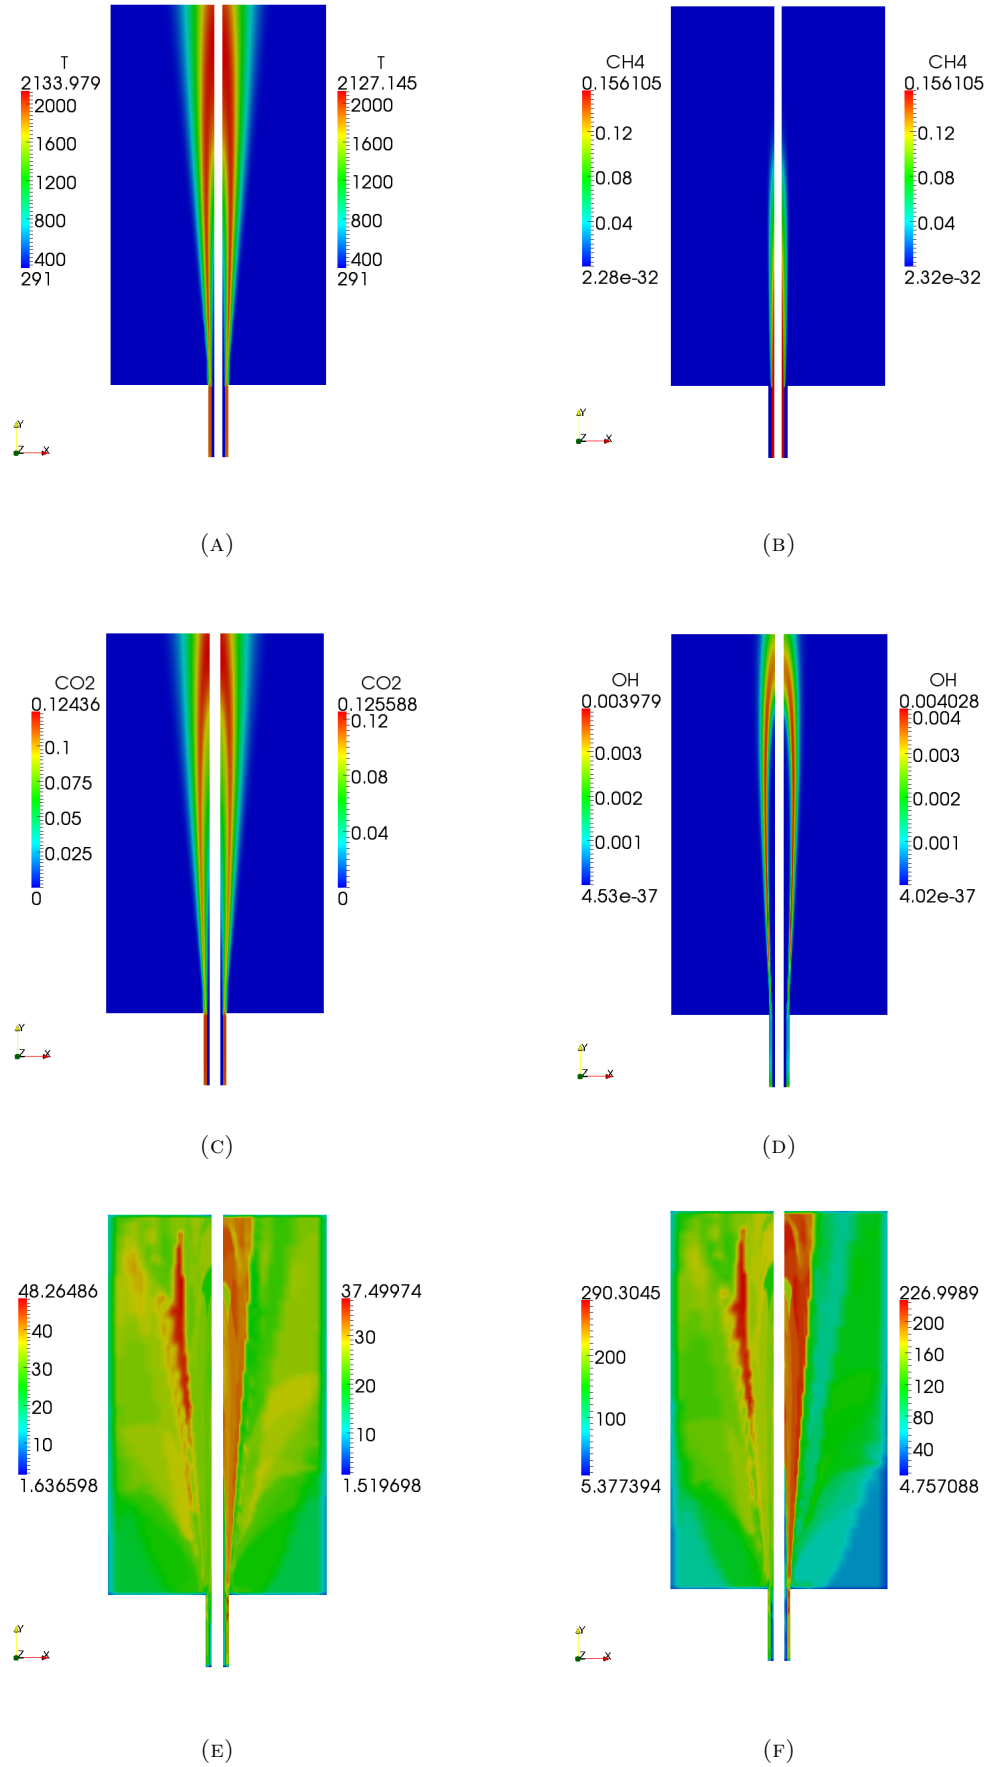 T
2133.979
2000
1600
1200
800
400
291
T
2127.145
2000
1600
1200
800
400
291
Y
Z X
(A)
CH4
0.156105
0.12
0.08
0.04
2.28e-32
CH4
0.156105
0.12
0.08
0.04
2.32e-32
Y
Z X
(B)
CO2
0.12436
0.1
0.075
0.05
0.025
0
CO2
0.125588
0.12
0.08
0.04
0
Y
Z X
(C)
OH
0.003979
0.003
0.002
0.001
4.53e-37
OH
0.004028
0.004
0.003
0.002
0.001
4.02e-37
Y
Z X
(D)
48.26486
40
30
20
10
1.636598
37.49974
30
20
10
1.519698
Y
Z X
(E)
290.3045
200
100
5.377394
226.9989
200
160
120
80
40
4.757088
Y
Z X
(F)